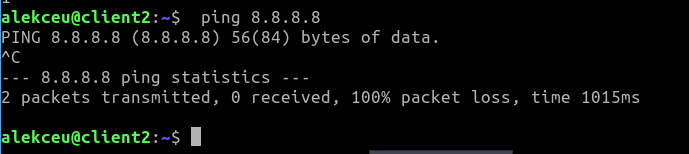 alekceu@client2:~$  ping 8.8.8.8
PING 8.8.8.8 (8.8.8.8) 56(84) bytes of data.
^C
--- 8.8.8.8 ping statistics ---
2 packets transmitted, 0 received, 100% packet loss, time 1015ms
alekceu@client2:~$